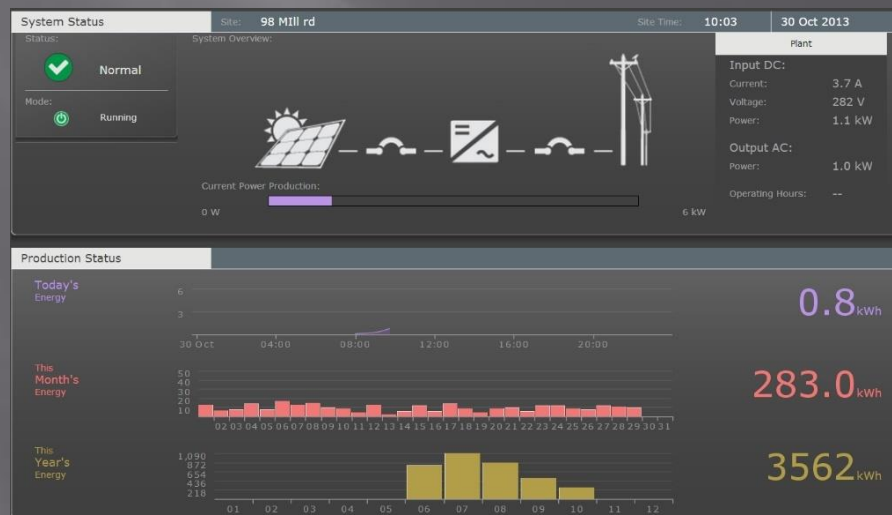 System Status
Site: 98 MIll rd
Site Time: 10:03
30 Oct 2013
Status:
Normal
Mode:
Running
System Overview:
Current Power Production:
0 W
6 kW
Plant
Input DC:
Current: 3.7 A
Voltage: 282 V
Power: 1.1 kW
Output AC:
Power: 1.0 kW
Operating Hours: --
Production Status
Today's
Energy
6
3
30 Oct 04:00 08:00 12:00 16:00 20:00
0.8 kWh
This
Month's
Energy
50
40
30
20
10
02 03 04 05 06 07 08 09 10 11 12 13 14 15 16 17 18 19 20 21 22 23 24 25 26 27 28 29 30 31
283.0 kWh
This
Year's
Energy
1,090
872
654
436
218
01 02 03 04 05 06 07 08 09 10 11 12
3562 kWh